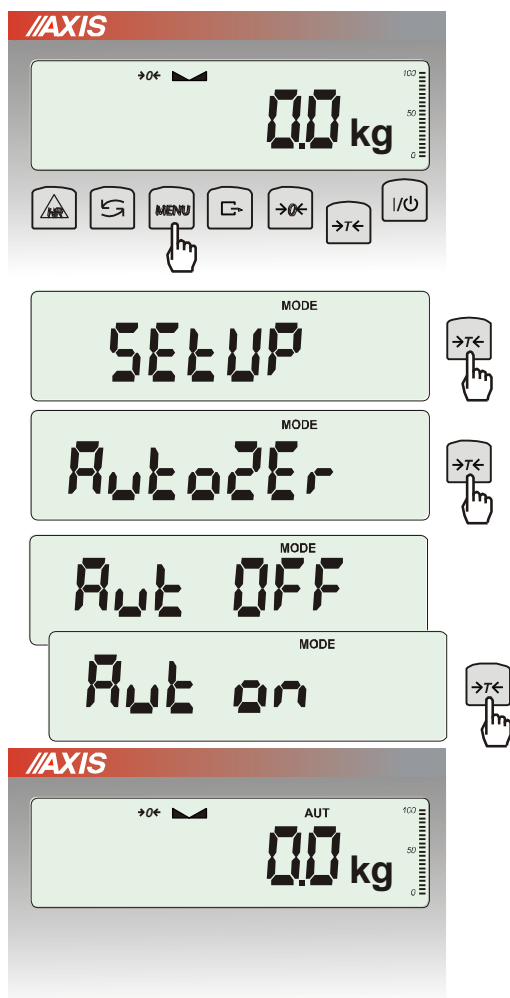 //AXIS
→0← 100
50
0.0 kg
0
HR MENU →0← →T← I/⏻
MODE
SEtUP
→T←
MODE
AutoZEr
→T←
MODE
Aut OFF
MODE
Aut on
→T←
//AXIS
→0← AUT 100
50
0.0 kg
0